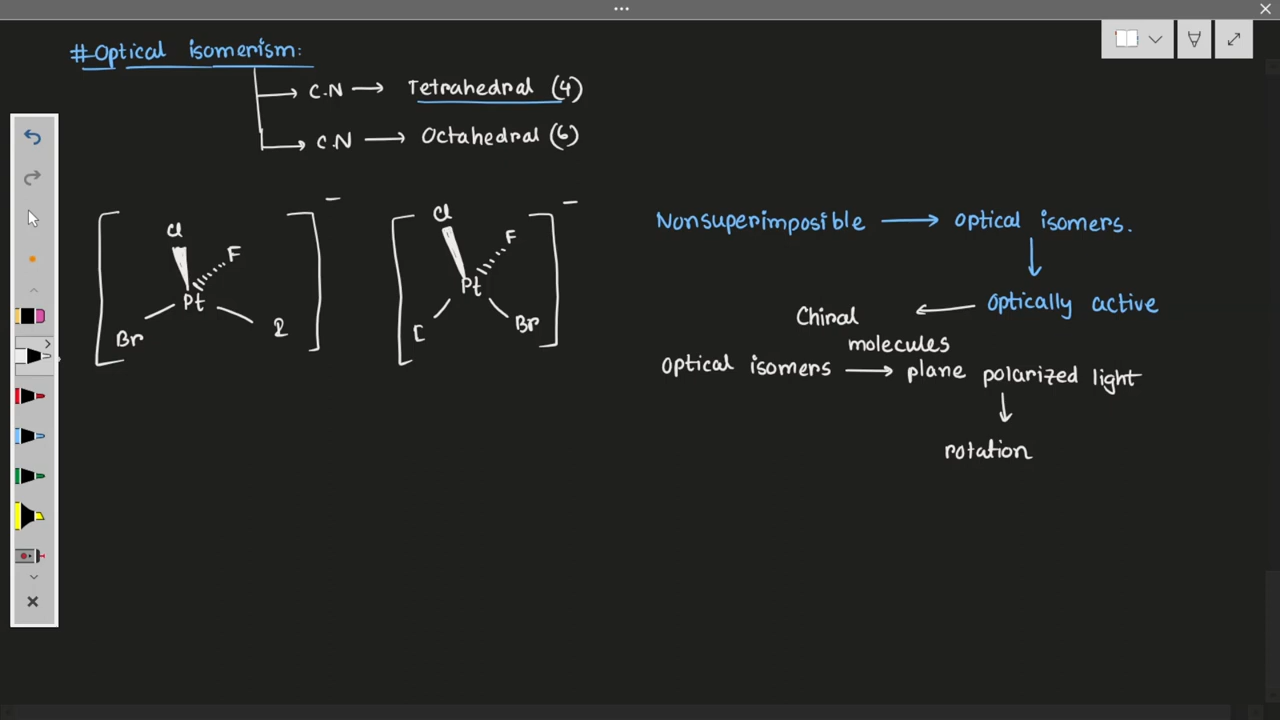 #Optical isomerism:
C.N → Tetrahedral (4)
C.N → Octahedral (6)
Cl
F
Pt
Br
Cl
F
Pt
Br
Nonsuperimposible → optical isomers.
optically active
Chiral
molecules
Optical isomers → plane polarized light
rotation